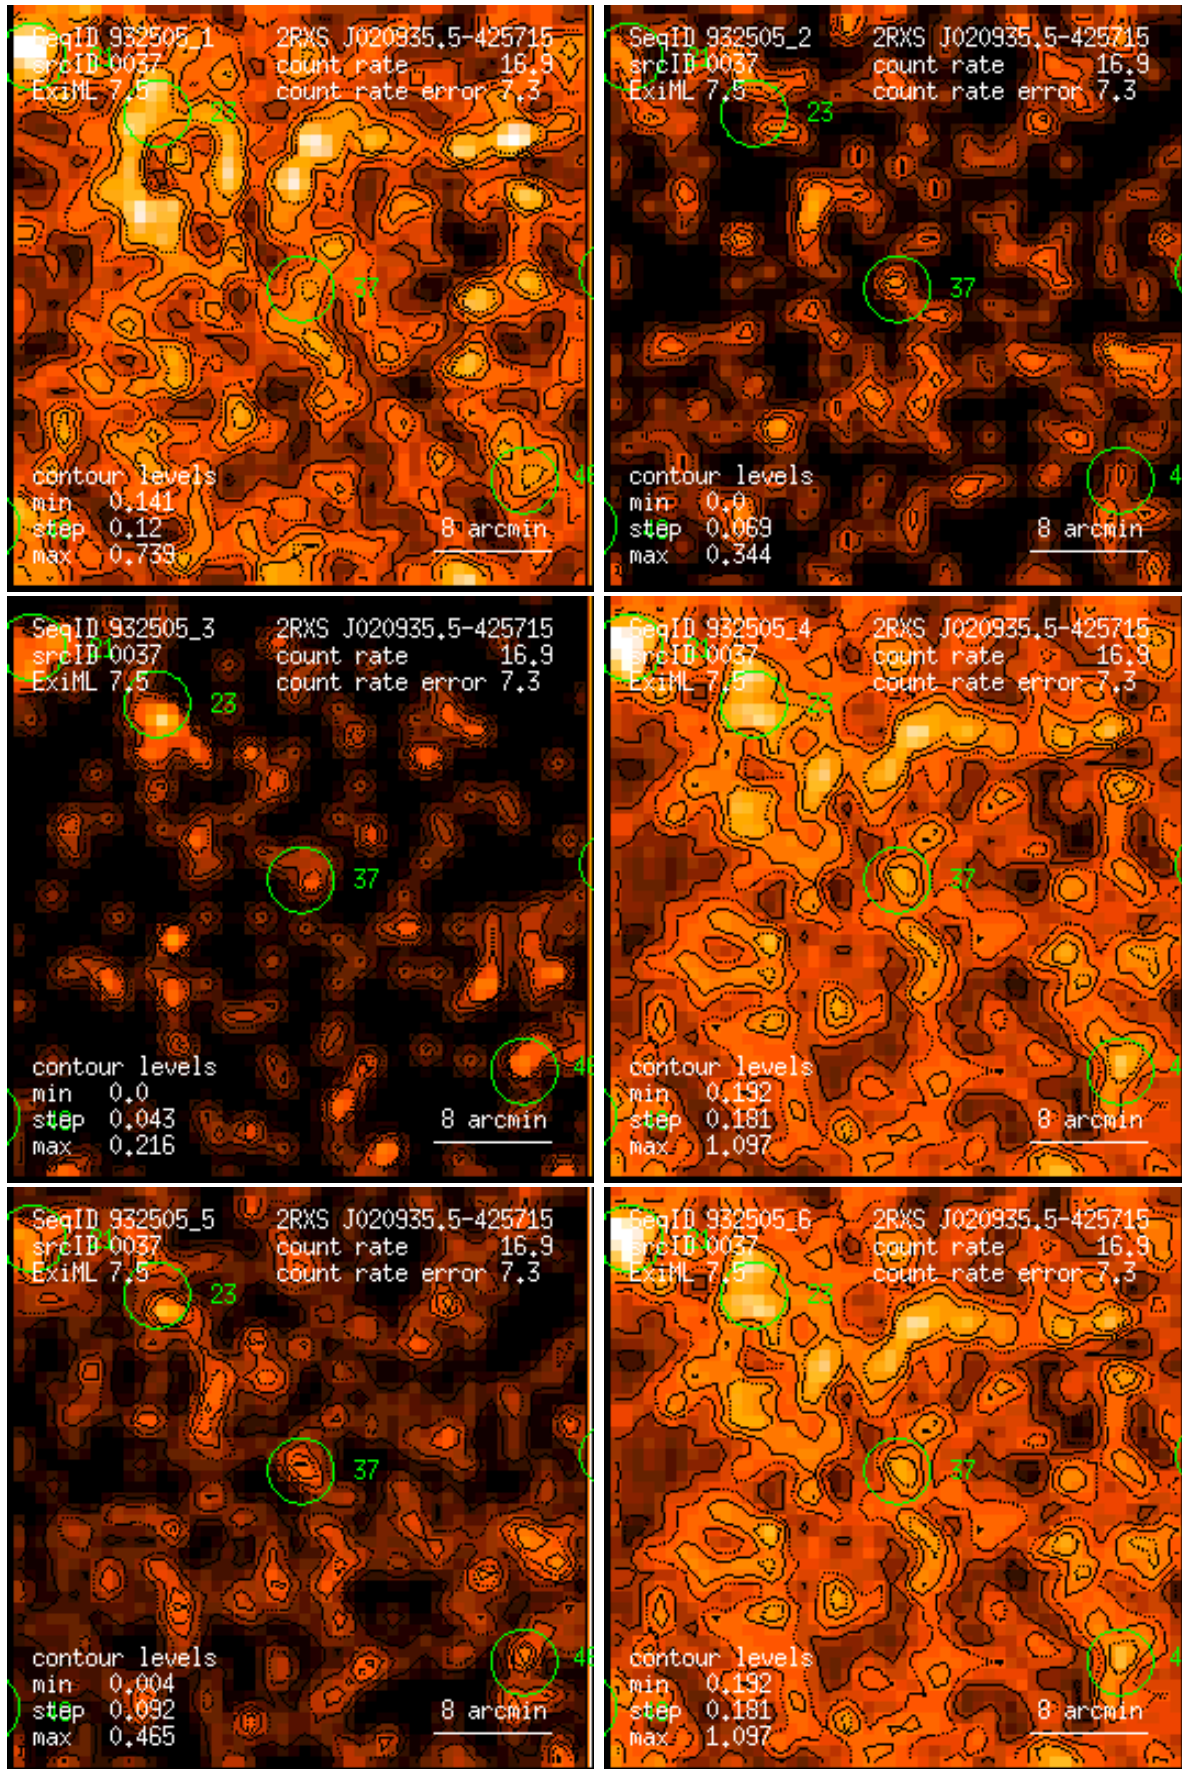 SeqID 932505_1 2RXS J020935.5-425715
srcID 0037 count rate 16.9
ExiML 7.5 count rate error 7.3
23
37
46
contour levels
min 0.141
step 0.12
max 0.739
8 arcmin
SeqID 932505_2 2RXS J020935.5-425715
srcID 0037 count rate 16.9
ExiML 7.5 count rate error 7.3
23
37
4
contour levels
min 0.0
step 0.069
max 0.344
8 arcmin
SeqID 932505_3 2RXS J020935.5-425715
srcID 0037 count rate 16.9
ExiML 7.5 count rate error 7.3
23
37
46
contour levels
min 0.0
step 0.043
max 0.216
8 arcmin
SeqID 932505_4 2RXS J020935.5-425715
srcID 0037 count rate 16.9
ExiML 7.5 count rate error 7.3
23
37
4
contour levels
min 0.192
step 0.181
max 1.097
8 arcmin
SeqID 932505_5 2RXS J020935.5-425715
srcID 0037 count rate 16.9
ExiML 7.5 count rate error 7.3
23
37
46
contour levels
min 0.004
step 0.092
max 0.465
8 arcmin
SeqID 932505_6 2RXS J020935.5-425715
srcID 0037 count rate 16.9
ExiML 7.5 count rate error 7.3
23
37
4
contour levels
min 0.192
step 0.181
max 1.097
8 arcmin